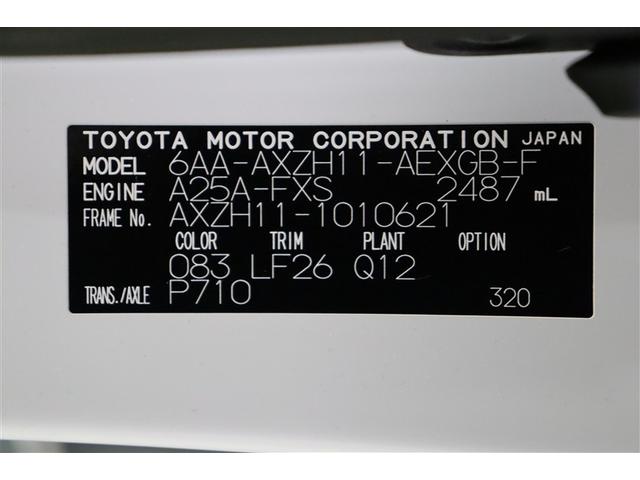 TOYOTA MOTOR CORPORATION JAPAN
MODEL 6AA-AXZH11-AEXGB-F
ENGINE A25A-FXS 2487 mL
FRAME No. AXZH11-1010621
COLOR TRIM PLANT OPTION
083 LF26 Q12
TRANS./AXLE P710 320